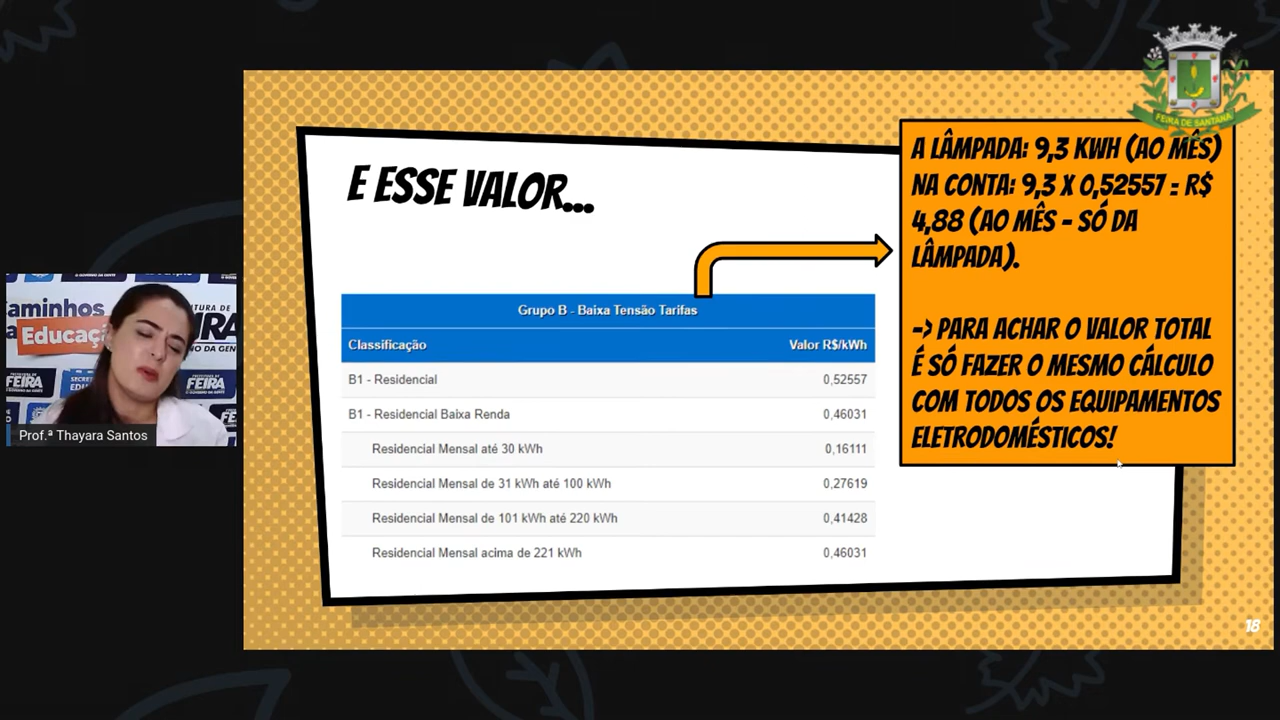 FEIRA DE SANTANA
E ESSE VALOR...
A LÂMPADA: 9,3 KWH (AO MÊS)
NA CONTA: 9,3 X 0,52557 = R$
4,88 (AO MÊS - SÓ DA
LÂMPADA).
-> PARA ACHAR O VALOR TOTAL
É SÓ FAZER O MESMO CÁLCULO
COM TODOS OS EQUIPAMENTOS
ELETRODOMÉSTICOS!
Grupo B - Baixa Tensão Tarifas
Classificação Valor R$/kWh
B1 - Residencial 0,52557
B1 - Residencial Baixa Renda 0,46031
Residencial Mensal até 30 kWh 0,16111
Residencial Mensal de 31 kWh até 100 kWh 0,27619
Residencial Mensal de 101 kWh até 220 kWh 0,41428
Residencial Mensal acima de 221 kWh 0,46031
18
aminhos
Educaç
FEIRA
FEIRA
Prof.ª Thayara Santos